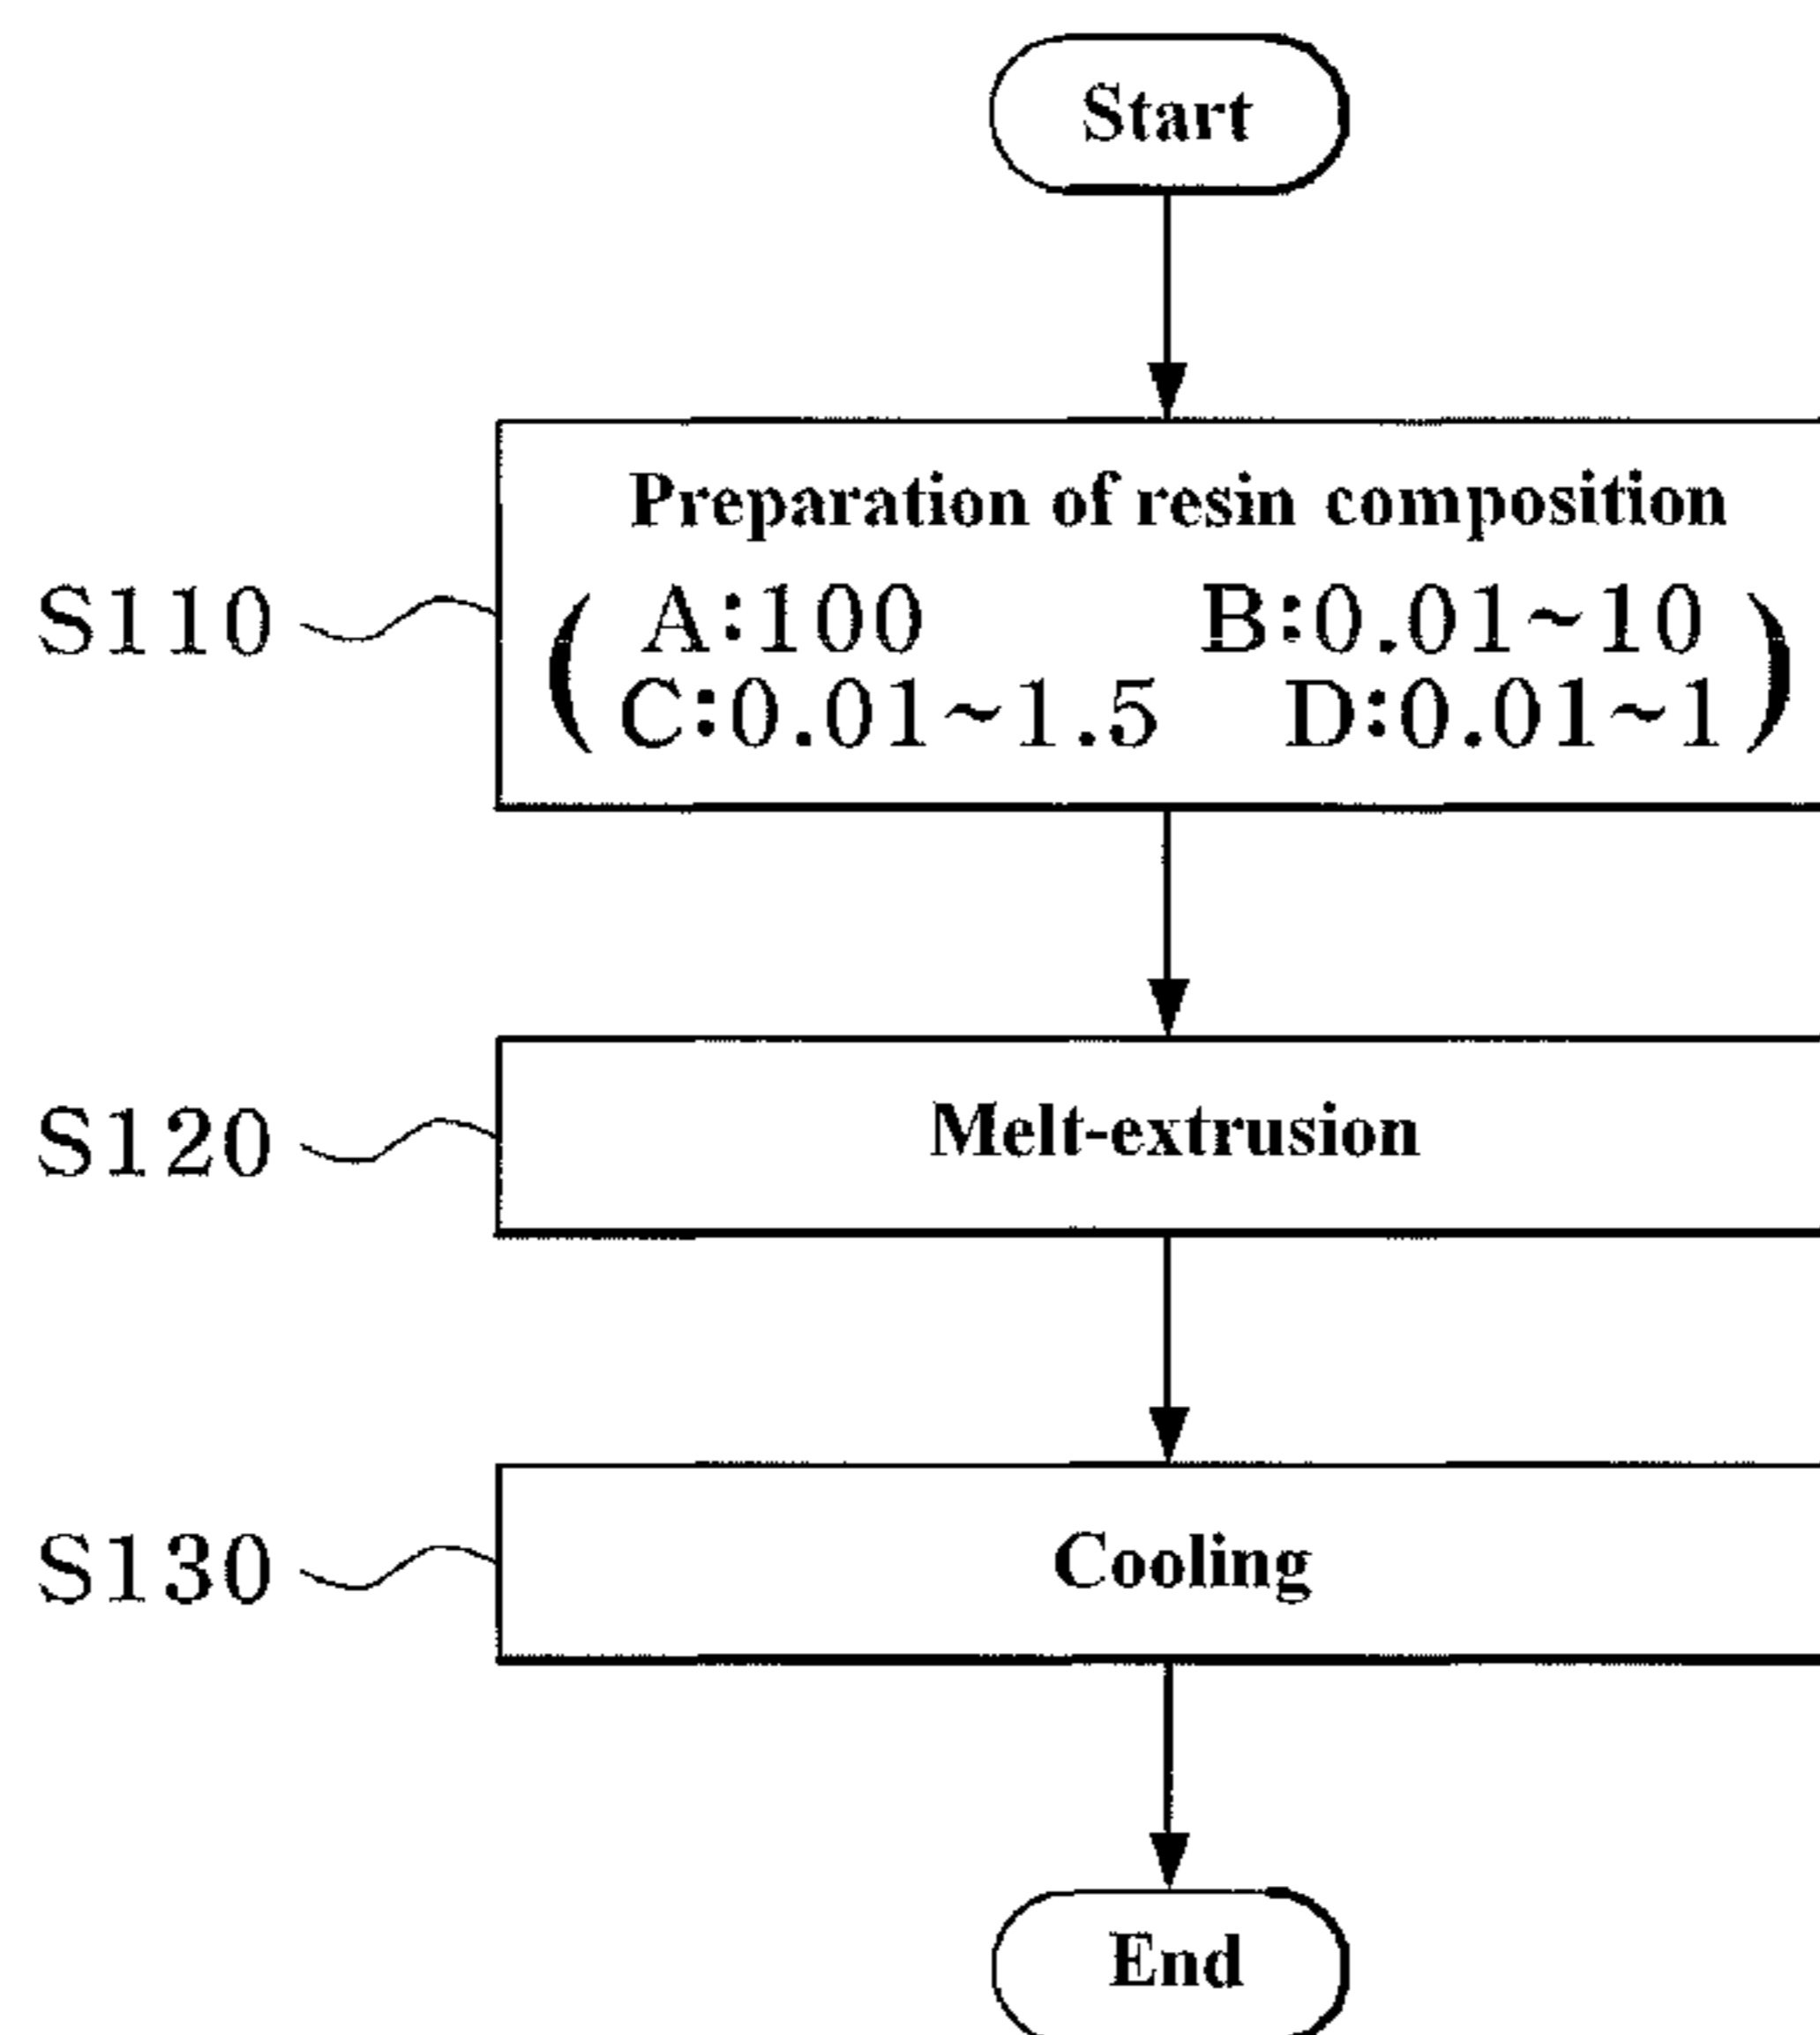 Start
Preparation of resin composition
S110
( A:100 B:0.01~10 )
C:0.01~1.5 D:0.01~1
S120
Melt-extrusion
S130
Cooling
End